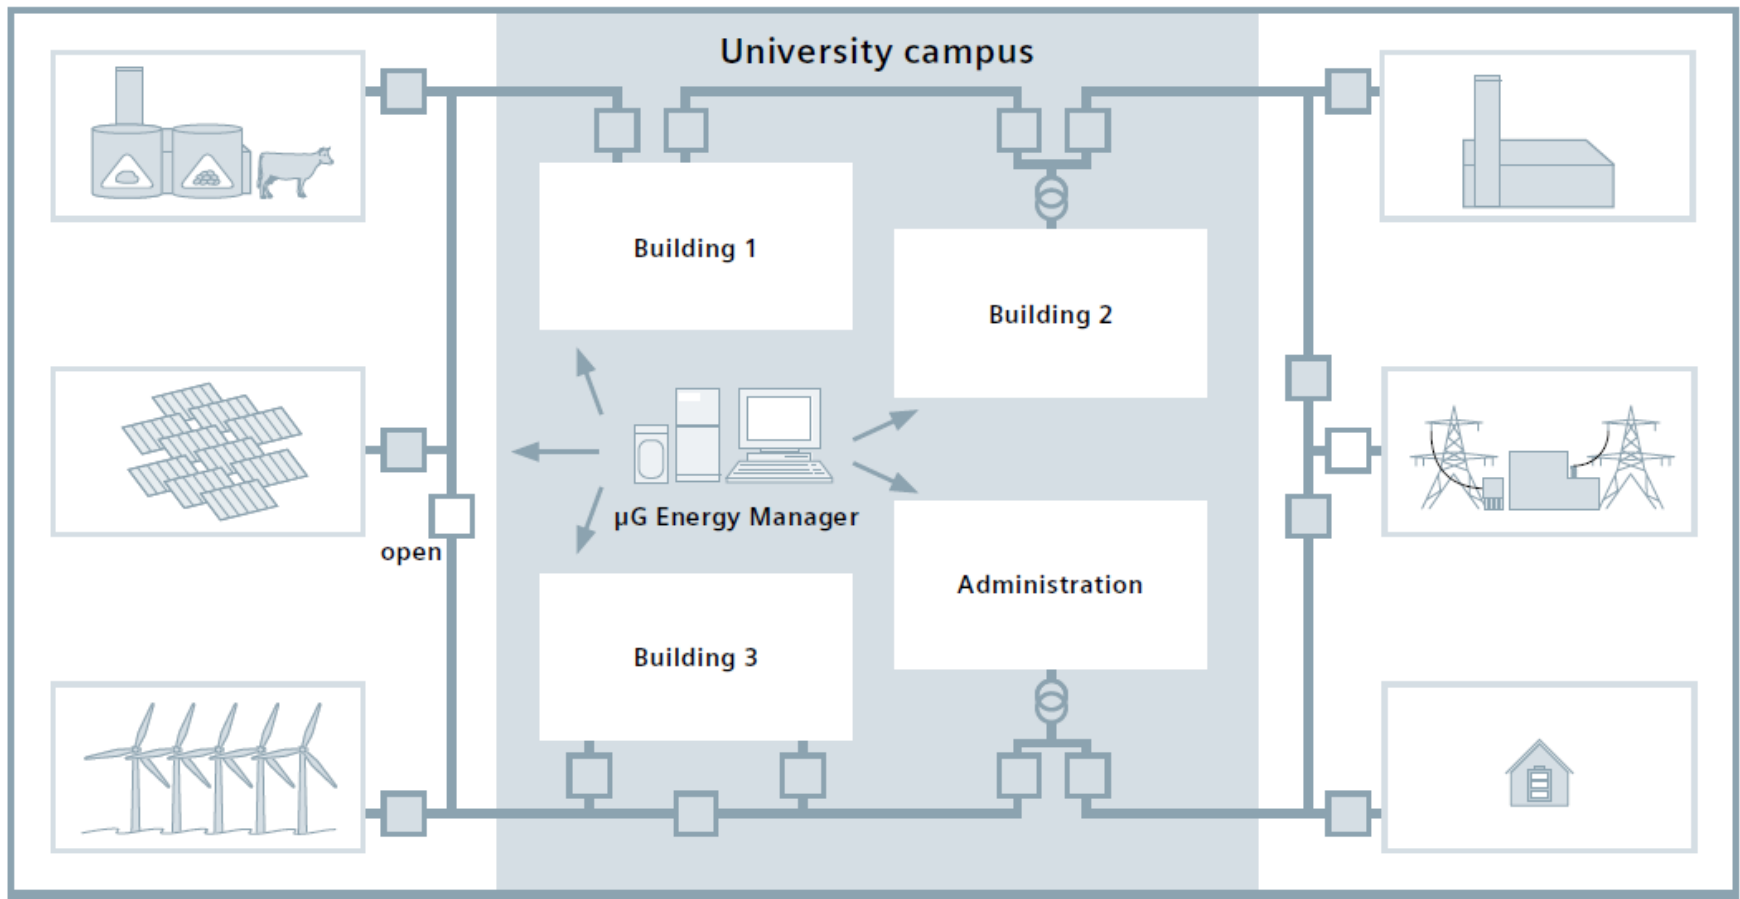 University campus
Building 1
Building 2
µG Energy Manager
open
Administration
Building 3